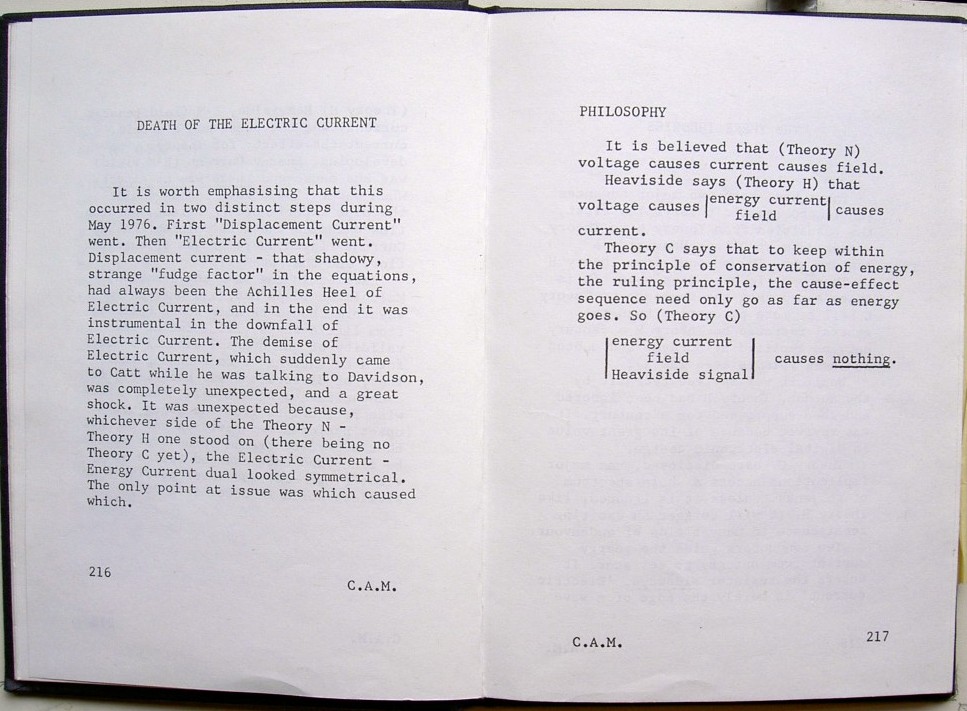 DEATH OF THE ELECTRIC CURRENT
It is worth emphasising that this
occurred in two distinct steps during
May 1976. First "Displacement Current"
went. Then "Electric Current" went.
Displacement current - that shadowy,
strange "fudge factor" in the equations,
had always been the Achilles Heel of
Electric Current, and in the end it was
instrumental in the downfall of
Electric Current. The demise of
Electric Current, which suddenly came
to Catt while he was talking to Davidson,
was completely unexpected, and a great
shock. It was unexpected because,
whichever side of the Theory N -
Theory H one stood on (there being no
Theory C yet), the Electric Current -
Energy Current dual looked symmetrical.
The only point at issue was which caused
which.
216
C.A.M.
PHILOSOPHY
It is believed that (Theory N)
voltage causes current causes field.
Heaviside says (Theory H) that
voltage causes |energy current| causes
field
current.
Theory C says that to keep within
the principle of conservation of energy,
the ruling principle, the cause-effect
sequence need only go as far as energy
goes. So (Theory C)
energy current
field
causes nothing.
Heaviside signal
C.A.M.
217